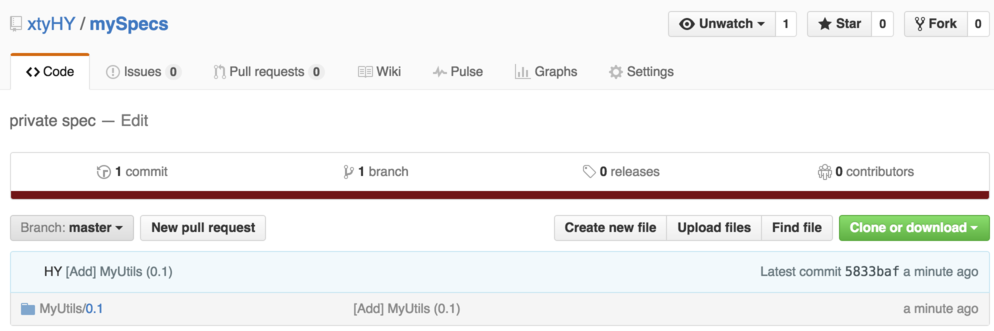 xtyHY / mySpecs
Unwatch 1 Star 0 Fork 0
Code Issues 0 Pull requests 0 Wiki Pulse Graphs Settings
private spec — Edit
1 commit 1 branch 0 releases 0 contributors
Branch: master New pull request Create new file Upload files Find file Clone or download
HY [Add] MyUtils (0.1) Latest commit 5833baf a minute ago
MyUtils/0.1 [Add] MyUtils (0.1) a minute ago